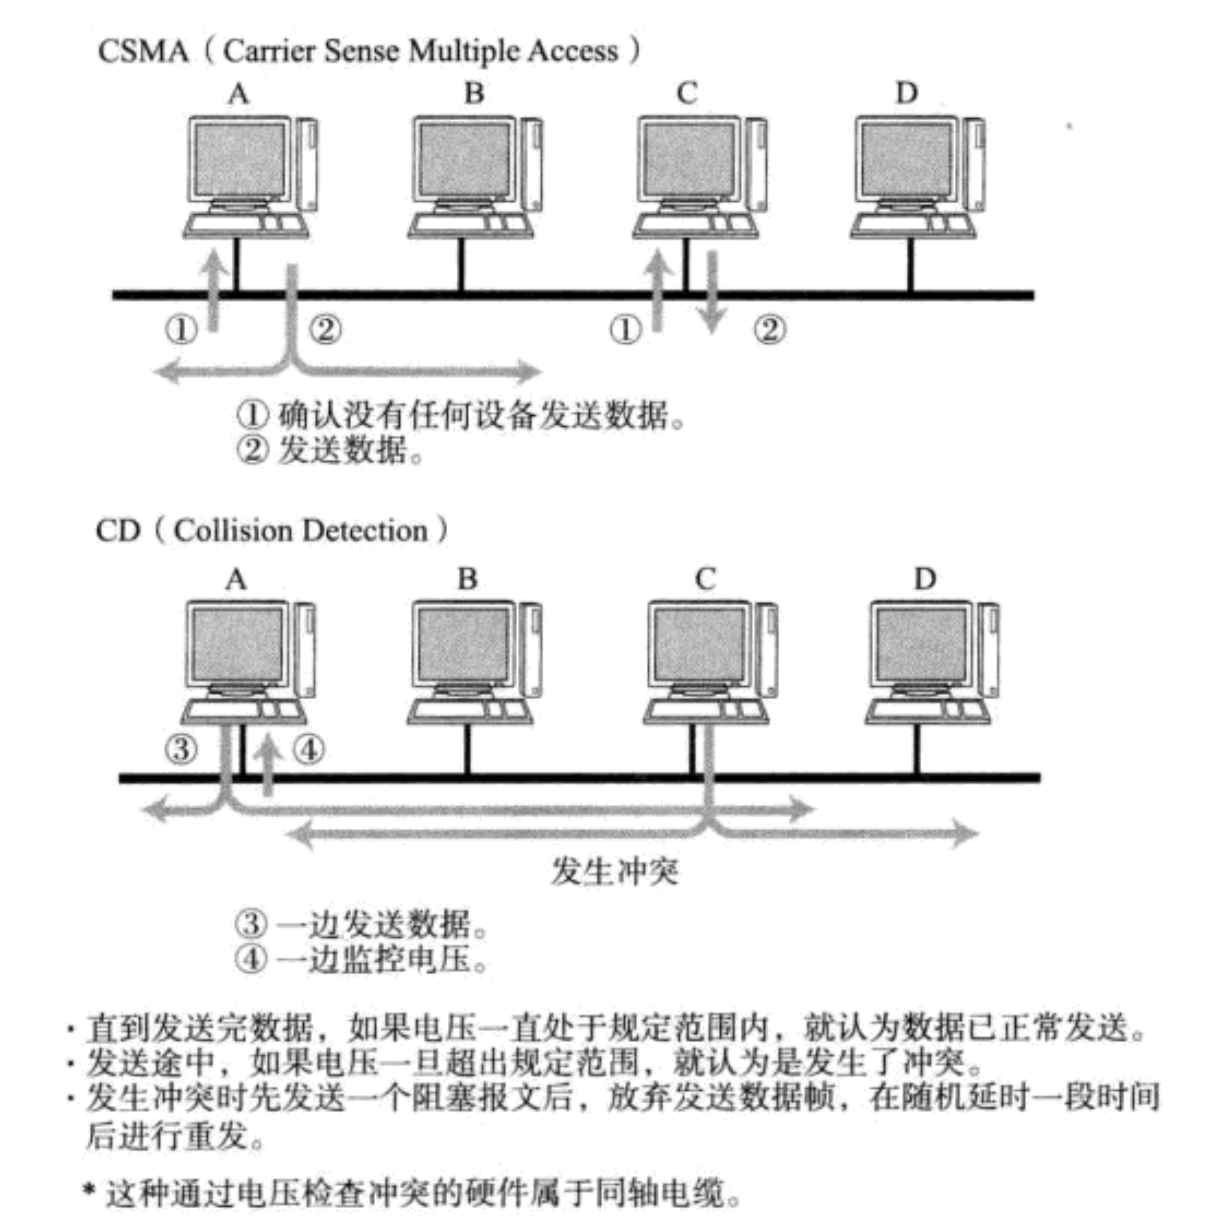 CSMA（Carrier Sense Multiple Access）
A B C D
① ② ① ②
① 确认没有任何设备发送数据。
② 发送数据。
CD（Collision Detection）
A B C D
③ ④
发生冲突
③ 一边发送数据。
④ 一边监控电压。
·直到发送完数据，如果电压一直处于规定范围内，就认为数据已正常发送。
·发送途中，如果电压一旦超出规定范围，就认为是发生了冲突。
·发生冲突时先发送一个阻塞报文后，放弃发送数据帧，在随机延时一段时间
后进行重发。
* 这种通过电压检查冲突的硬件属于同轴电缆。